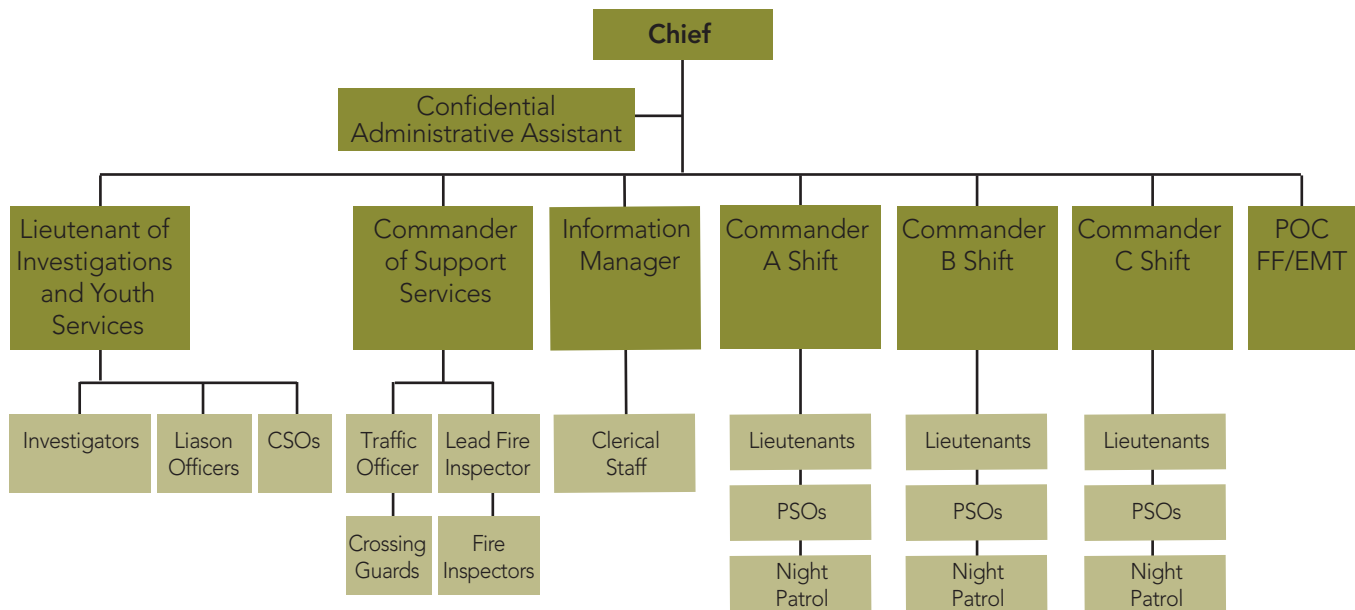 Chief
Confidential
Administrative Assistant
Lieutenant of
Investigations
and Youth
Services
Commander
of Support
Services
Information
Manager
Commander
A Shift
Commander
B Shift
Commander
C Shift
POC
FF/EMT
Investigators
Liason
Officers
CSOs
Traffic
Officer
Lead Fire
Inspector
Clerical
Staff
Lieutenants
Lieutenants
Lieutenants
PSOs
PSOs
PSOs
Crossing
Guards
Fire
Inspectors
Night
Patrol
Night
Patrol
Night
Patrol